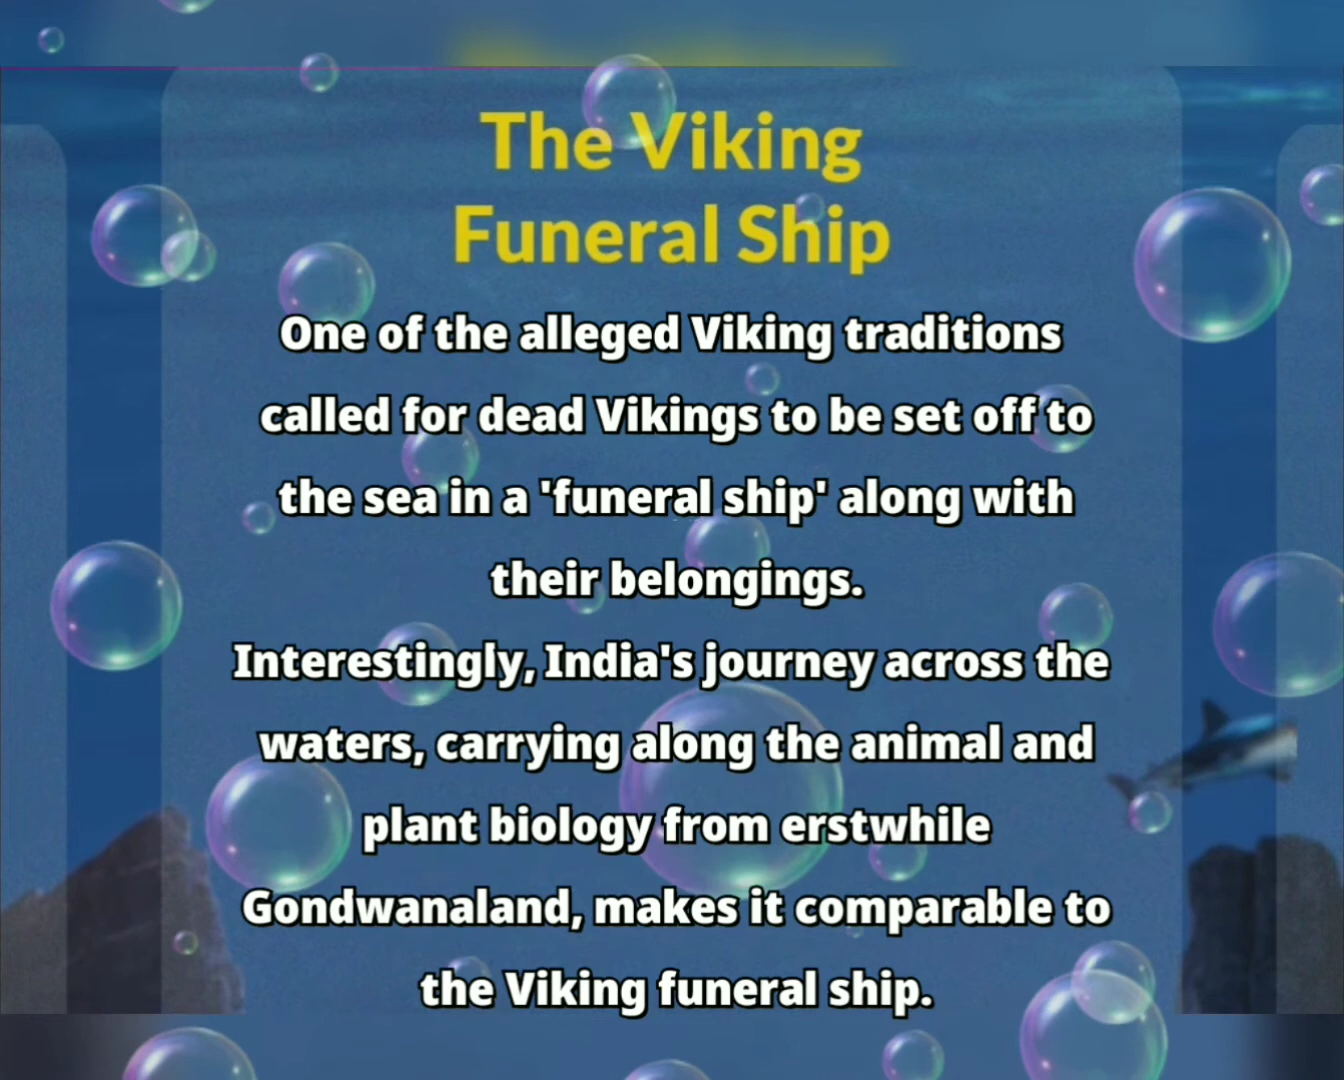 The Viking
Funeral Ship
One of the alleged Viking traditions
called for dead Vikings to be set off to
the sea in a 'funeral ship' along with
their belongings.
Interestingly, India's journey across the
waters, carrying along the animal and
plant biology from erstwhile
Gondwanaland, makes it comparable to
the Viking funeral ship.